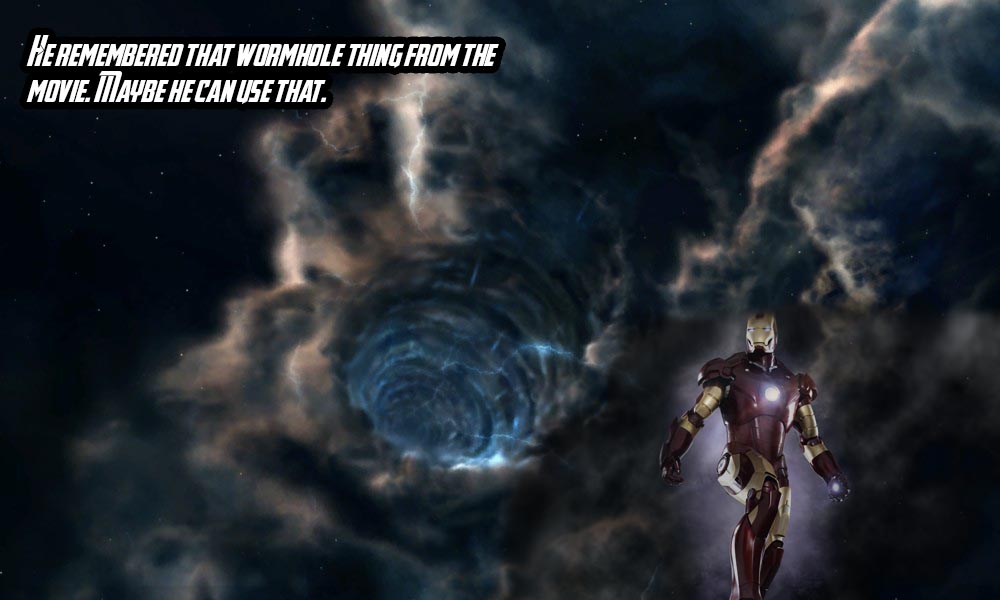 He remembered that wormhole thing from the
movie. Maybe he can use that.